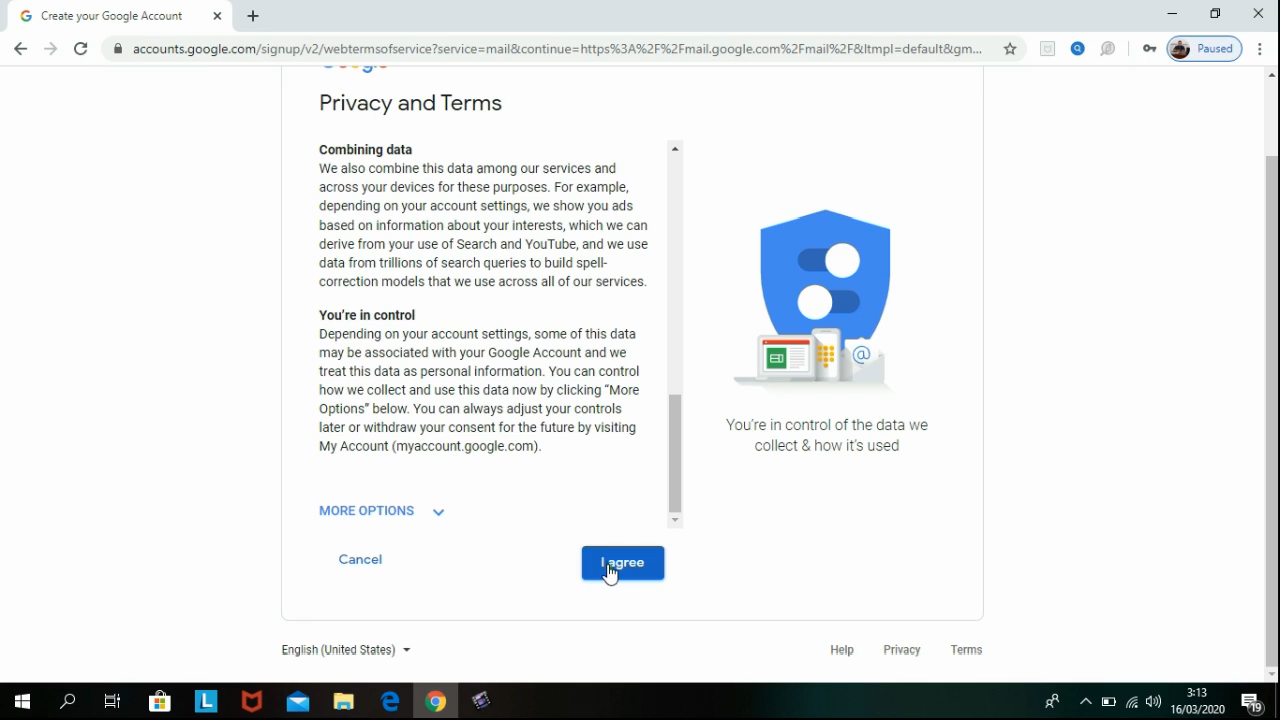 Create your Google Account
accounts.google.com/signup/v2/webtermsofservice?service=mail&continue=https%3A%2F%2Fmail.google.com%2Fmail%2F&ltmpl=default&gm...
Paused
Google
Privacy and Terms
Combining data
We also combine this data among our services and
across your devices for these purposes. For example,
depending on your account settings, we show you ads
based on information about your interests, which we can
derive from your use of Search and YouTube, and we use
data from trillions of search queries to build spell-
correction models that we use across all of our services.
You're in control
Depending on your account settings, some of this data
may be associated with your Google Account and we
treat this data as personal information. You can control
how we collect and use this data now by clicking “More
Options” below. You can always adjust your controls
later or withdraw your consent for the future by visiting
My Account (myaccount.google.com).
MORE OPTIONS
Cancel
I agree
@
You're in control of the data we
collect & how it's used
English (United States)
Help
Privacy
Terms
L
3:13
16/03/2020
19